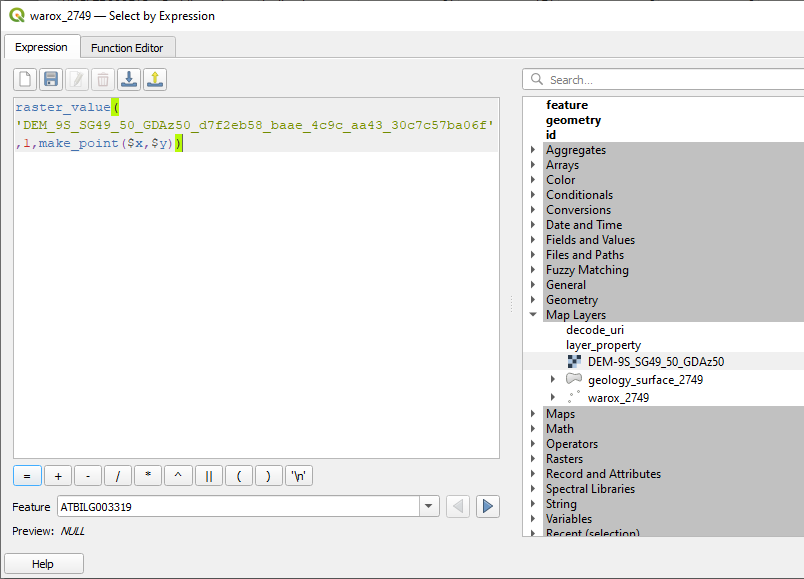 warox_2749 — Select by Expression
Expression
Function Editor
raster_value(
'DEM_9S_SG49_50_GDAz50_d7f2eb58_baae_4c9c_aa43_30c7c57ba06f'
,1,make_point($x,$y))
Search...
feature
geometry
id
Aggregates
Arrays
Color
Conditionals
Conversions
Date and Time
Fields and Values
Files and Paths
Fuzzy Matching
General
Geometry
Map Layers
decode_uri
layer_property
DEM-9S_SG49_50_GDAz50
geology_surface_2749
warox_2749
Maps
Math
Operators
Rasters
Record and Attributes
Spectral Libraries
String
Variables
Recent (selection)
= + - / * ^ || ( ) '\n'
Feature ATBILG003319
Preview: NULL
Help